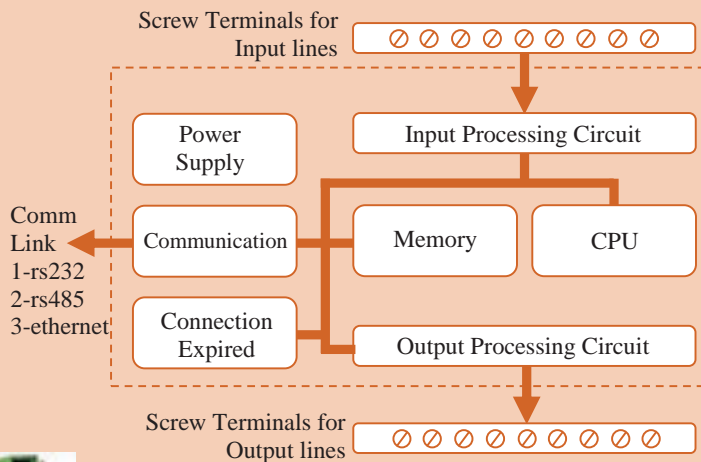 Screw Terminals for
Input lines
Power
Supply
Input Processing Circuit
Comm
Link
1-rs232
2-rs485
3-ethernet
Communication
Memory
CPU
Connection
Expired
Output Processing Circuit
Screw Terminals for
Output lines